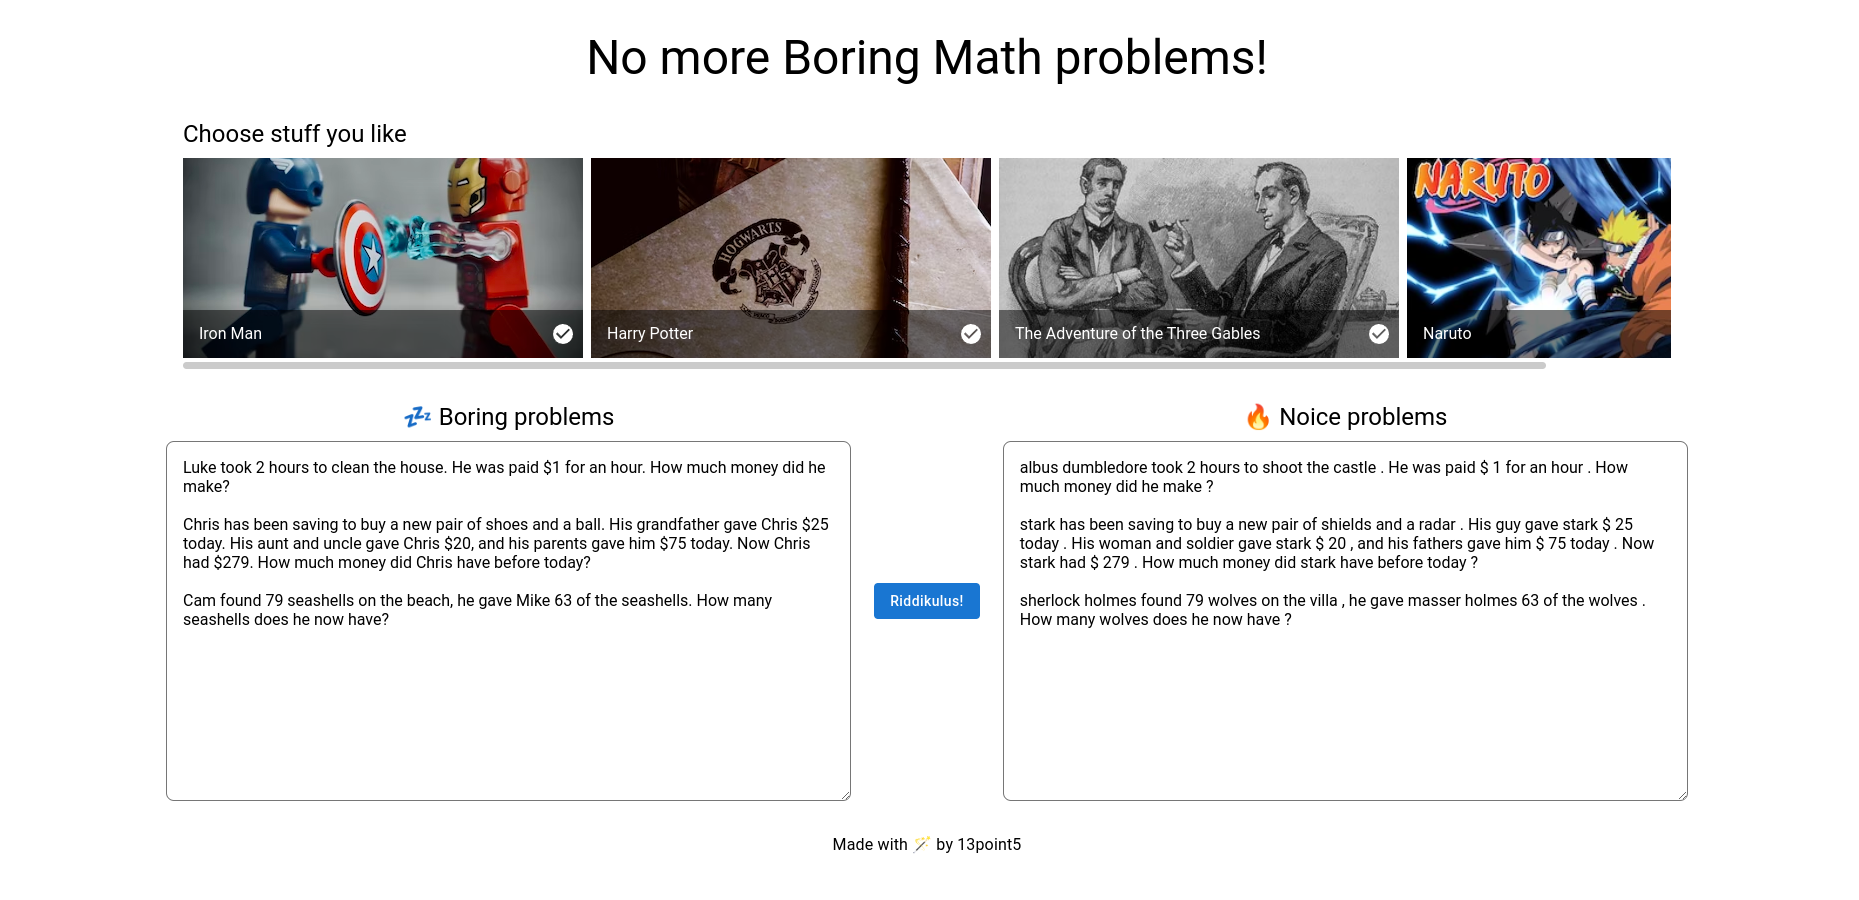 No more Boring Math problems!
Choose stuff you like
HOGWARTS
NARUTO
Iron Man
Harry Potter
The Adventure of the Three Gables
Naruto
💤 Boring problems
Luke took 2 hours to clean the house. He was paid $1 for an hour. How much money did he
make?
Chris has been saving to buy a new pair of shoes and a ball. His grandfather gave Chris $25
today. His aunt and uncle gave Chris $20, and his parents gave him $75 today. Now Chris
had $279. How much money did Chris have before today?
Cam found 79 seashells on the beach, he gave Mike 63 of the seashells. How many
seashells does he now have?
Riddikulus!
🔥 Noice problems
albus dumbledore took 2 hours to shoot the castle . He was paid $ 1 for an hour . How
much money did he make ?
stark has been saving to buy a new pair of shields and a radar . His guy gave stark $ 25
today . His woman and soldier gave stark $ 20 , and his fathers gave him $ 75 today . Now
stark had $ 279 . How much money did stark have before today ?
sherlock holmes found 79 wolves on the villa , he gave masser holmes 63 of the wolves .
How many wolves does he now have ?
Made with 🪄 by 13point5